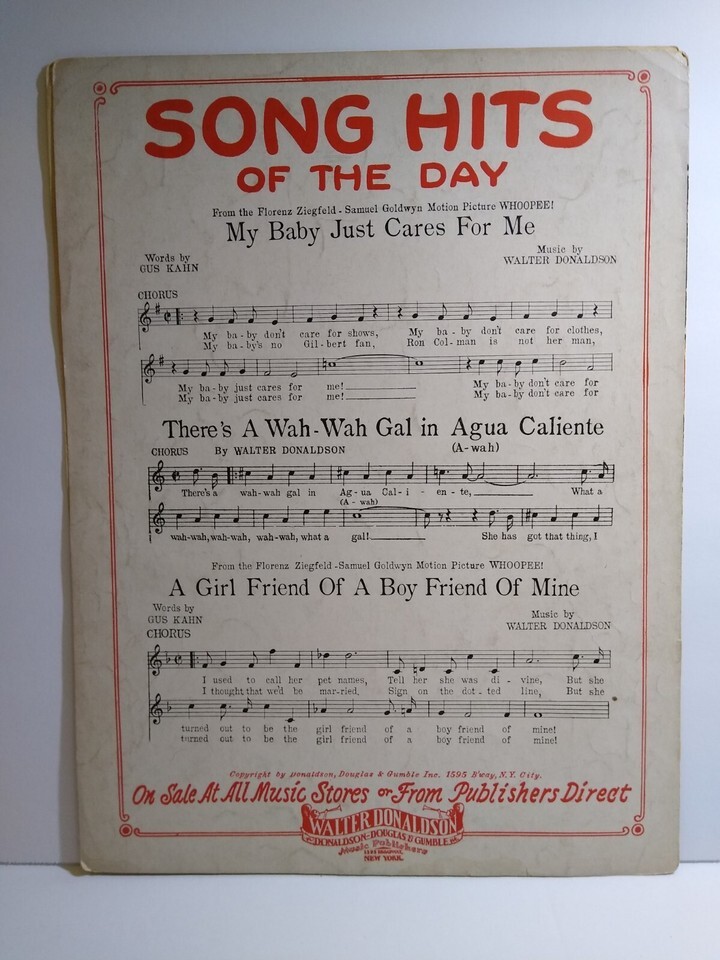 SONG HITS
OF THE DAY
From the Florenz Ziegfeld - Samuel Goldwyn Motion Picture WHOOPEE!
My Baby Just Cares For Me
Words by
GUS KAHN
Music by
WALTER DONALDSON
CHORUS
My ba-by don't care for shows, My ba - by don't care for clothes,
My ba-by's no Gil-bert fan, Ron Col-man is not her man,
My ba-by just cares for me! My ba-by don't care for
My ba-by just cares for me! My ba-by don't care for
There's A Wah-Wah Gal in Agua Caliente
(A-wah)
CHORUS By WALTER DONALDSON
There's a wah-wah gal in Ag-ua Cal-i-en-te, What a
(A-wah)
wah-wah, wah-wah, wah-wah, what a gal! She has got that thing, I
From the Florenz Ziegfeld - Samuel Goldwyn Motion Picture WHOOPEE!
A Girl Friend Of A Boy Friend Of Mine
Words by
GUS KAHN
Music by
WALTER DONALDSON
CHORUS
I used to call her pet names, Tell her she was di-vine, But she
I thought that we'd be mar-ried, Sign on the dot-ted line, But she
turned out to be the girl friend of a boy friend of mine!
turned out to be the girl friend of a boy friend of mine!
Copyright by Donaldson, Douglas & Gumble Inc. 1595 B'way, N.Y. City.
On Sale At All Music Stores or From Publishers Direct
WALTER DONALDSON
DONALDSON-DOUGLAS & GUMBLE
Music Publishers
1595 BROADWAY,
NEW YORK.